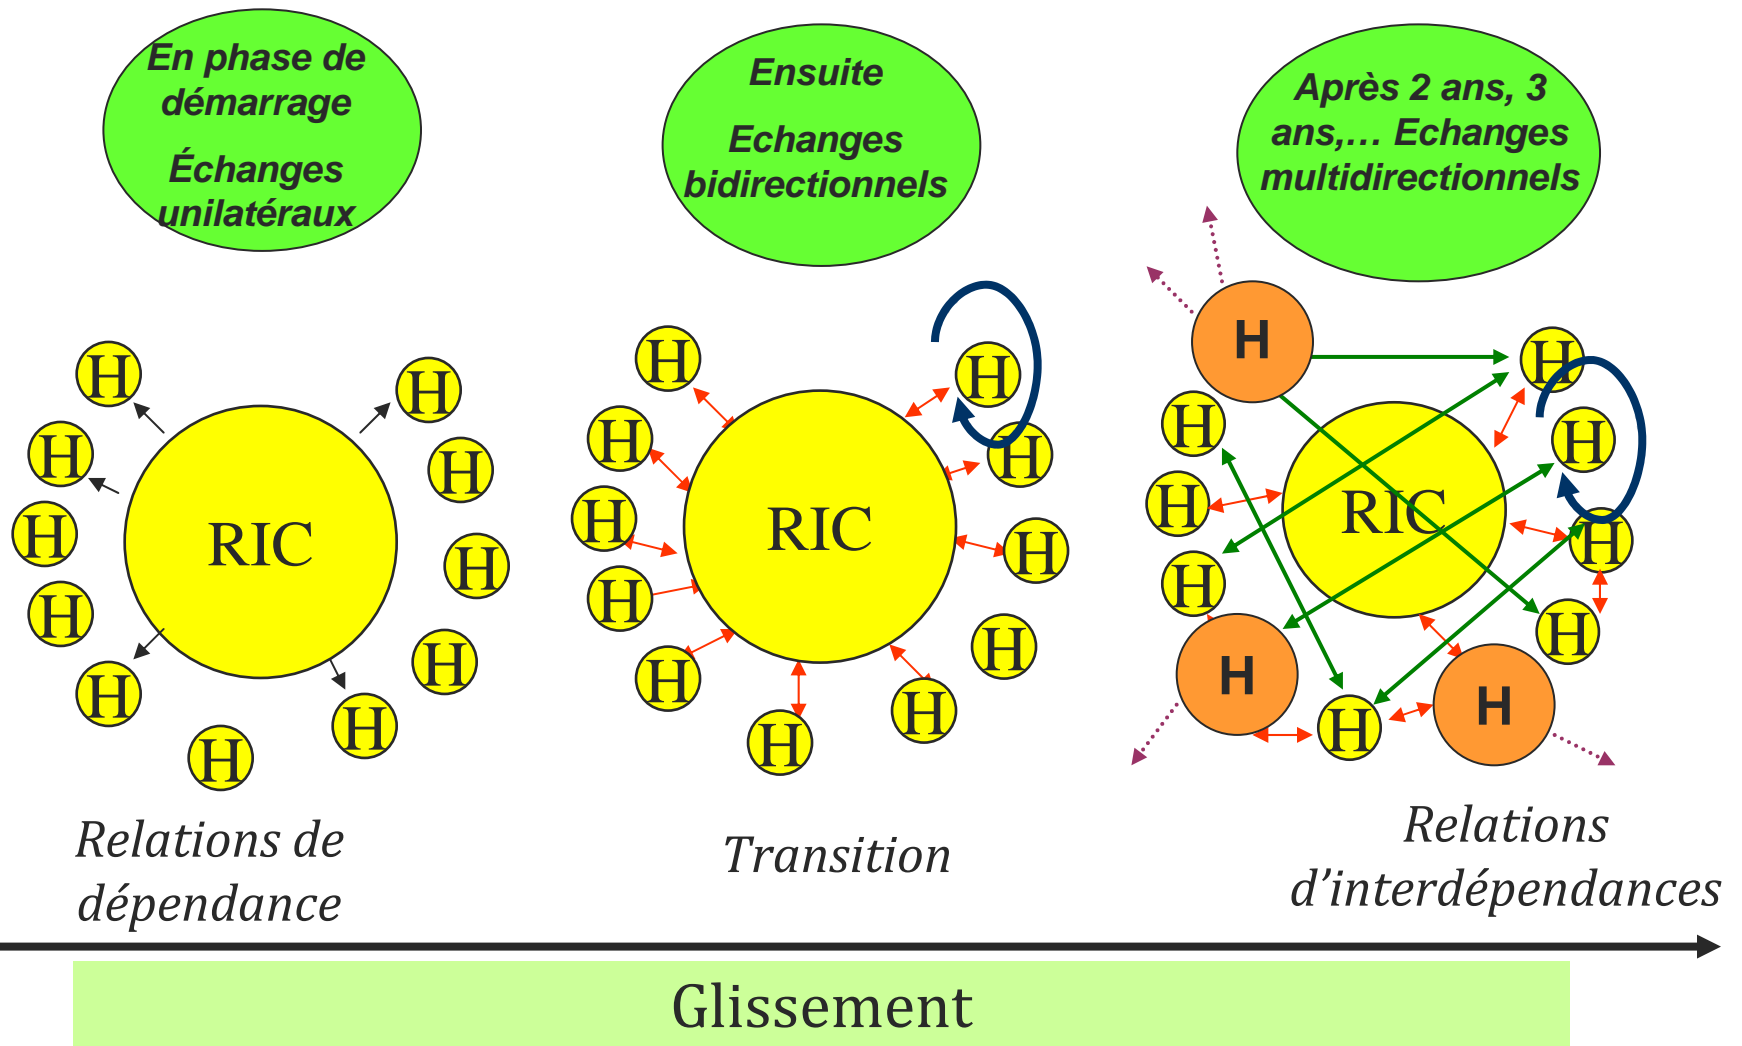 En phase de
démarrage
Échanges
unilatéraux
H
H
H
H
H
RIC
H
H
H
H
H
H
Relations de
dépendance
Ensuite
Echanges
bidirectionnels
H
H
H
H
H
RIC
H
H
H
H
H
H
Transition
Après 2 ans, 3
ans,… Echanges
multidirectionnels
H
H
H
H
H
RIC
H
H
H
H
H
H
Relations
d’interdépendances
Glissement